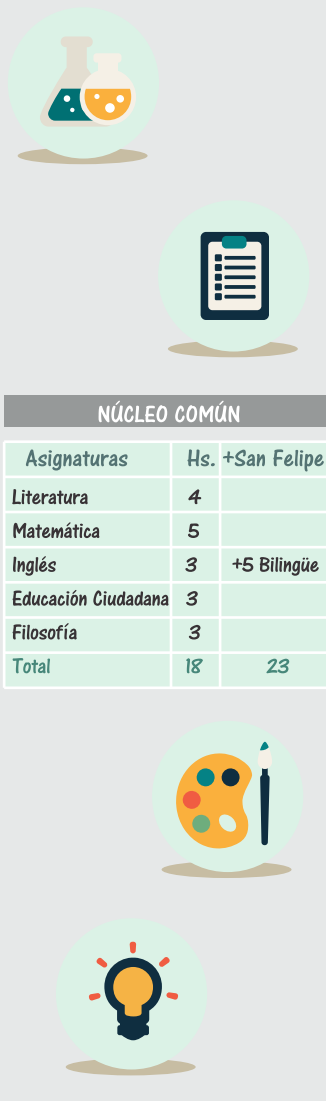 NÚCLEO COMÚN
Asignaturas Hs. +San Felipe
Literatura 4
Matemática 5
Inglés 3 +5 Bilingüe
Educación Ciudadana 3
Filosofía 3
Total 18 23